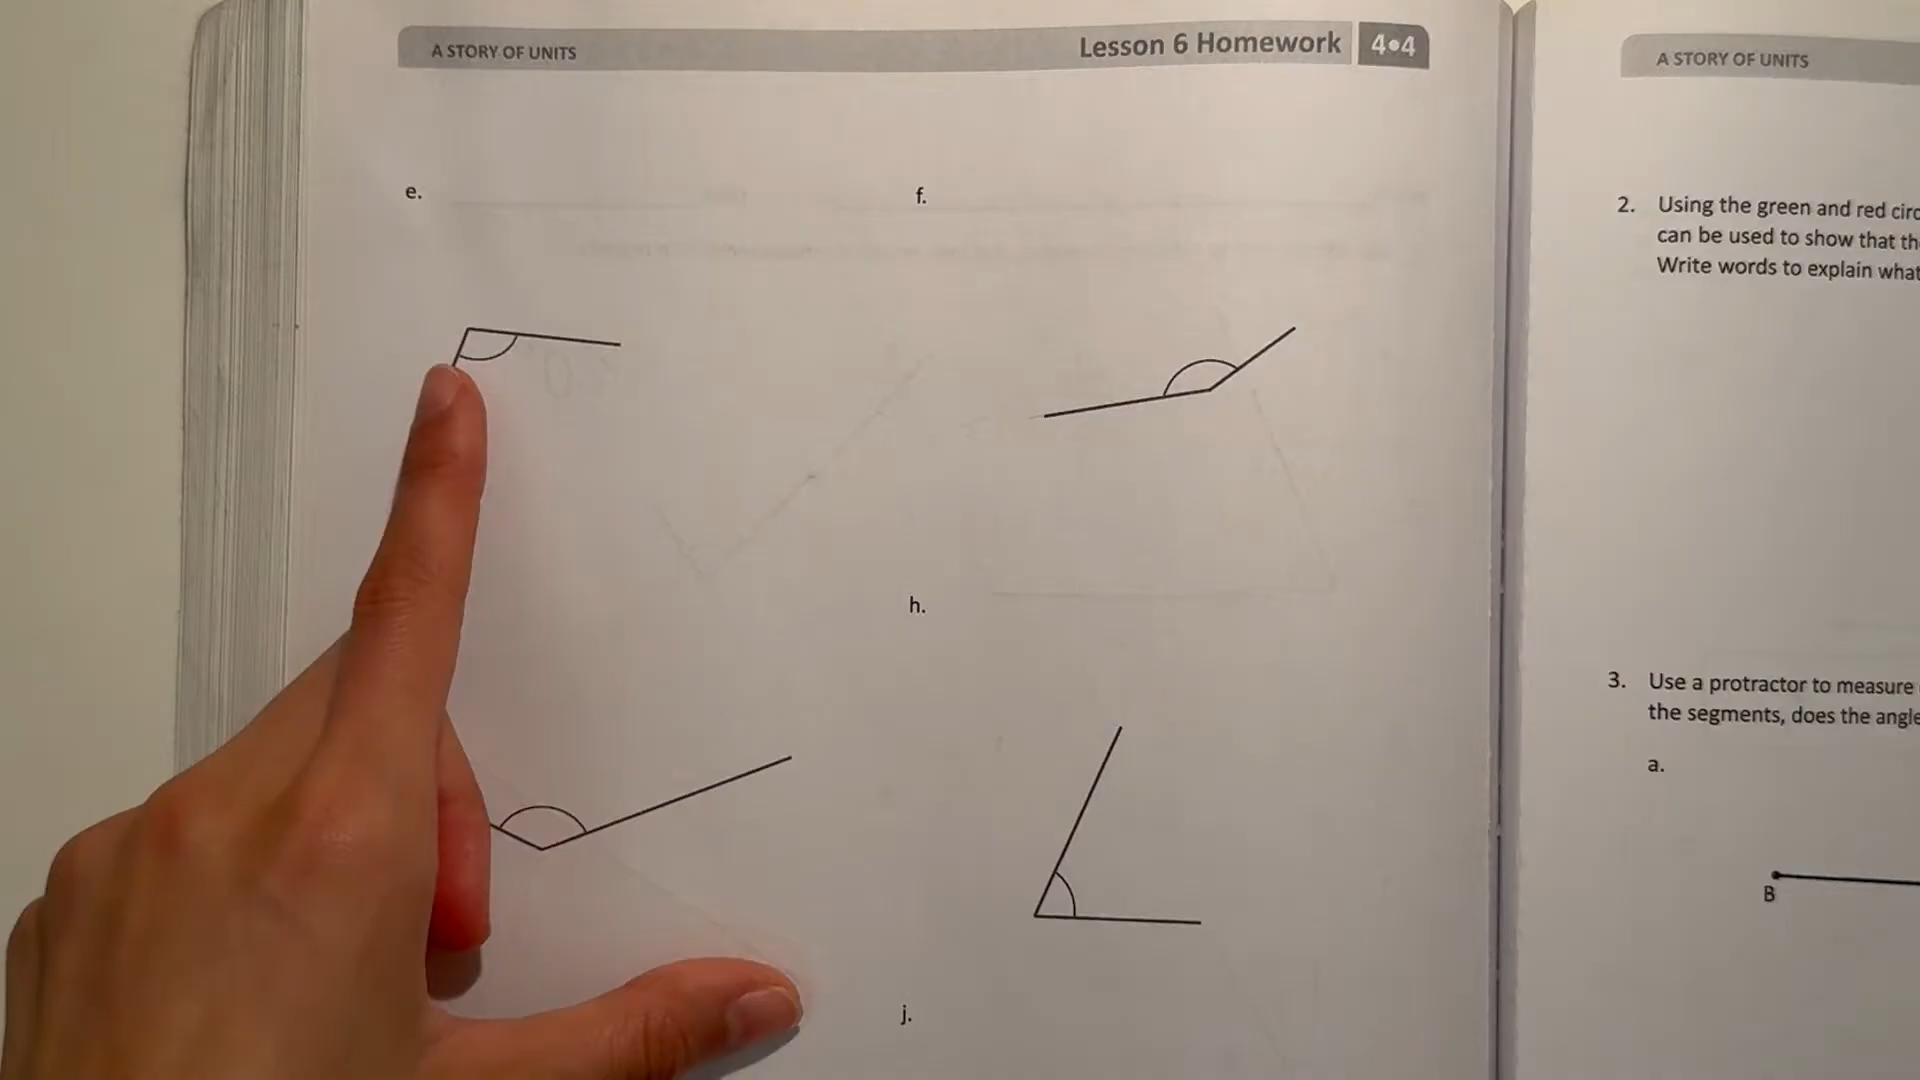 A STORY OF UNITS
Lesson 6 Homework 4•4
e.
f.
h.
j.
A STORY OF UNITS
2. Using the green and red circ
can be used to show that th
Write words to explain what
3. Use a protractor to measure
the segments, does the angle
a.
B